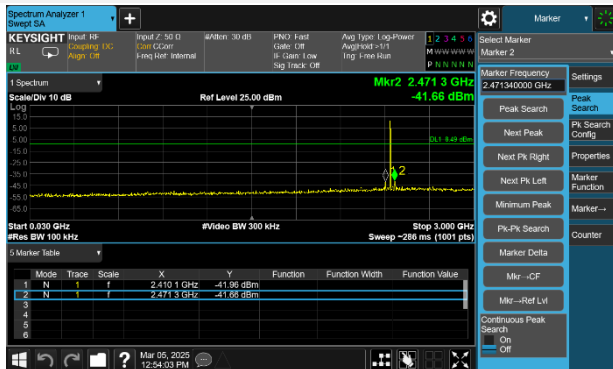 Spectrum Analyzer 1
Swept SA
+
Marker
KEYSIGHT
RL
Input: RF
Coupling: DC
Align: Off
Input Z: 50 Ω
Corr CCorr
Freq Ref: Internal
#Atten: 30 dB
PNO: Fast
Gate: Off
IF Gain: Low
Sig Track: Off
Avg Type: Log-Power
Avg|Hold:>1/1
Trig: Free Run
1 2 3 4 5 6
M W W W W W
P N N N N N
Select Marker
Marker 2
1 Spectrum
Scale/Div 10 dB
Log
Ref Level 25.00 dBm
Mkr2 2.471 3 GHz
-41.66 dBm
15.0
5.00
-5.00
-15.0
-25.0
-35.0
-45.0
-55.0
-65.0
2
Start 0.030 GHz
#Res BW 100 kHz
#Video BW 300 kHz
Stop 3.000 GHz
Sweep ~286 ms (1001 pts)
5 Marker Table
Mode Trace Scale X Y Function Function Width Function Value
1 N 1 f 2.410 1 GHz -41.96 dBm
2 N 1 f 2.471 3 GHz -41.66 dBm
3
4
5
6
Marker Frequency
2.471340000 GHz
Peak Search
Next Peak
Next Pk Right
Next Pk Left
Minimum Peak
Pk-Pk Search
Marker Delta
Mkr→CF
Mkr→Ref Lvl
Continuous Peak
Search
On
Off
Settings
Peak
Search
Pk Search
Config
Properties
Marker
Function
Marker→
Counter
?
Mar 05, 2025
12:54:03 PM